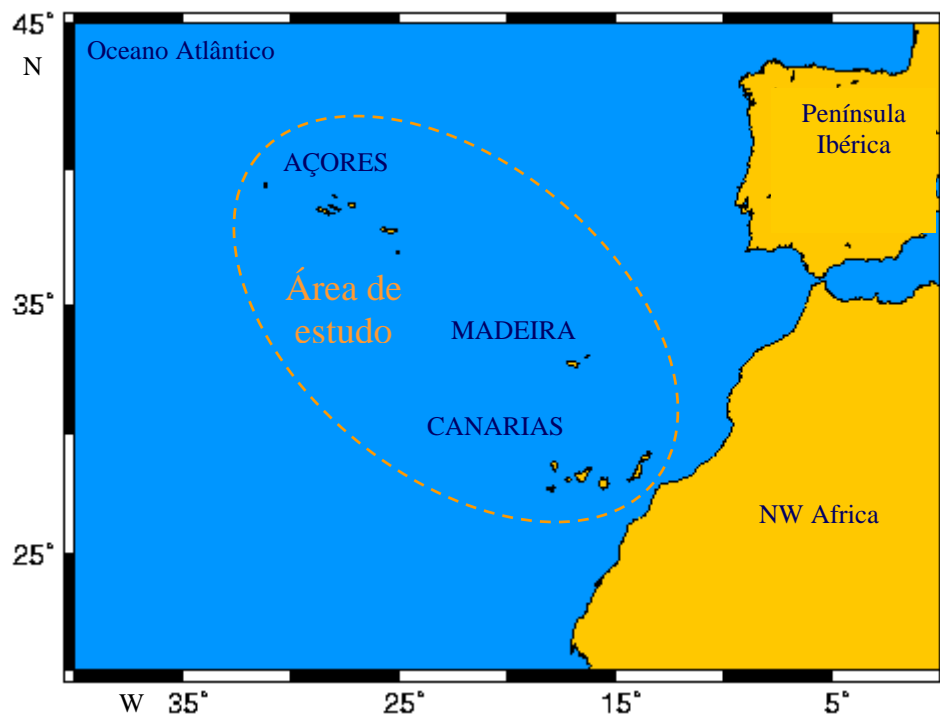 45°
N
Oceano Atlântico
Península
Ibérica
AÇORES
Área de
estudo
35°
MADEIRA
CANARIAS
NW Africa
25°
W
35°
25°
15°
5°